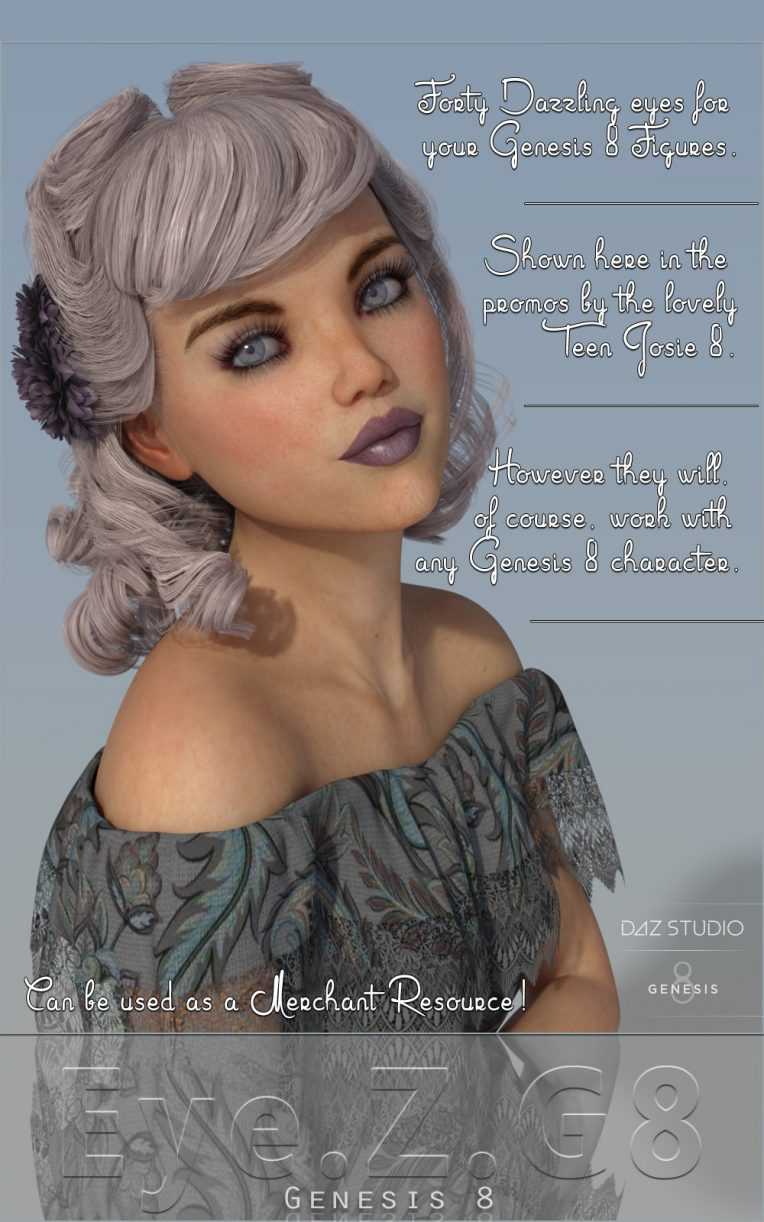 Forty Dazzling eyes for
your Genesis 8 Figures.
Shown here in the
promos by the lovely
Teen Josie 8.
However they will,
of course, work with
any Genesis 8 character.
DAZ STUDIO
8
GENESIS
Can be used as a Merchant Resource!
Eye.Z.G8
GENESIS 8